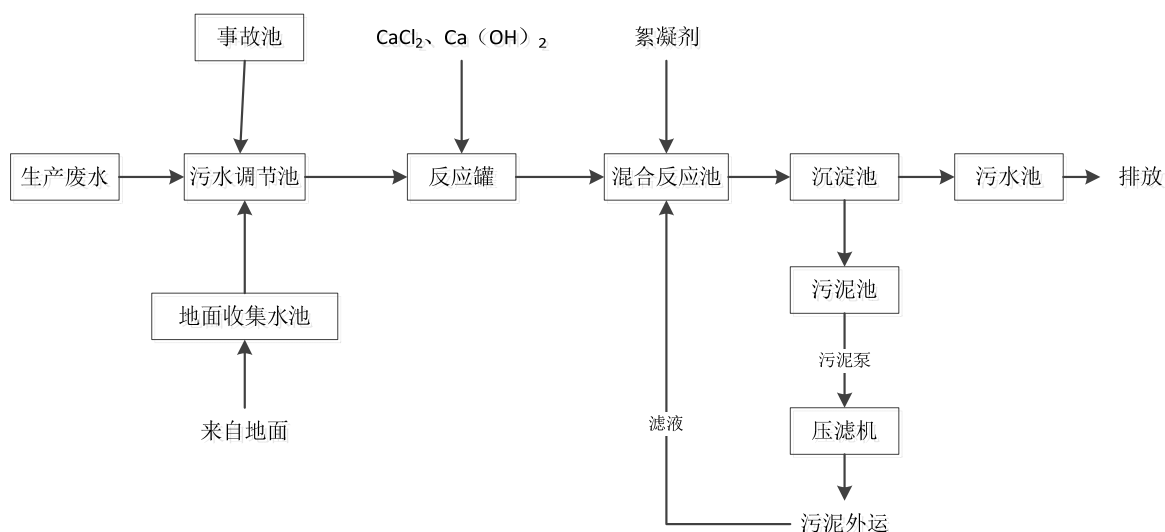 事故池
CaCl₂、Ca（OH）₂
絮凝剂
生产废水
污水调节池
反应罐
混合反应池
沉淀池
污水池
排放
污泥池
地面收集水池
污泥泵
来自地面
滤液
压滤机
污泥外运